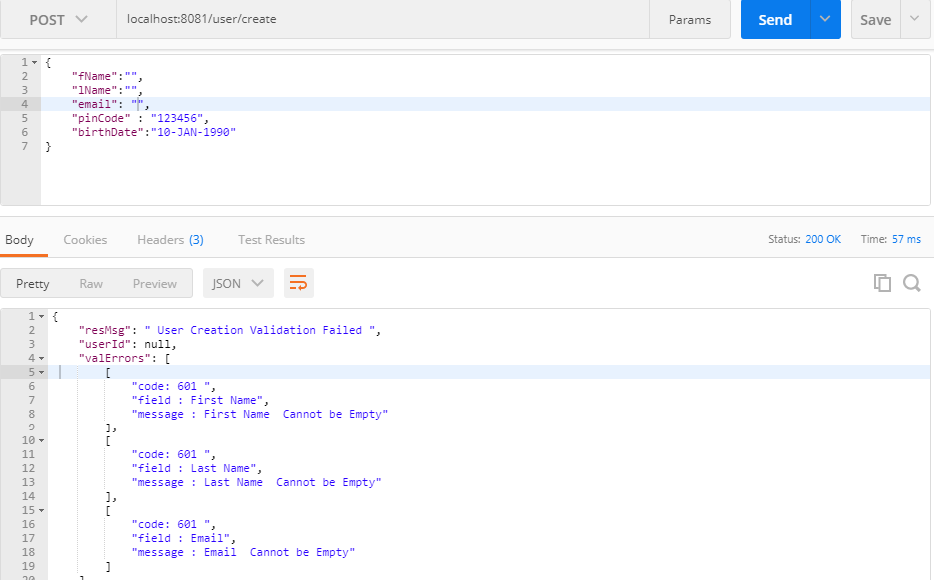 POST localhost:8081/user/create Params Send Save
1 {
2 "fName":"",
3 "lName":"",
4 "email": "",
5 "pinCode" : "123456",
6 "birthDate":"10-JAN-1990"
7 }
Body Cookies Headers (3) Test Results Status: 200 OK Time: 57 ms
Pretty Raw Preview JSON
1 {
2 "resMsg": " User Creation Validation Failed ",
3 "userId": null,
4 "valErrors": [
5 [
6 "code: 601 ",
7 "field : First Name",
8 "message : First Name  Cannot be Empty"
9 ],
10 [
11 "code: 601 ",
12 "field : Last Name",
13 "message : Last Name  Cannot be Empty"
14 ],
15 [
16 "code: 601 ",
17 "field : Email",
18 "message : Email  Cannot be Empty"
19 ]
20 ]